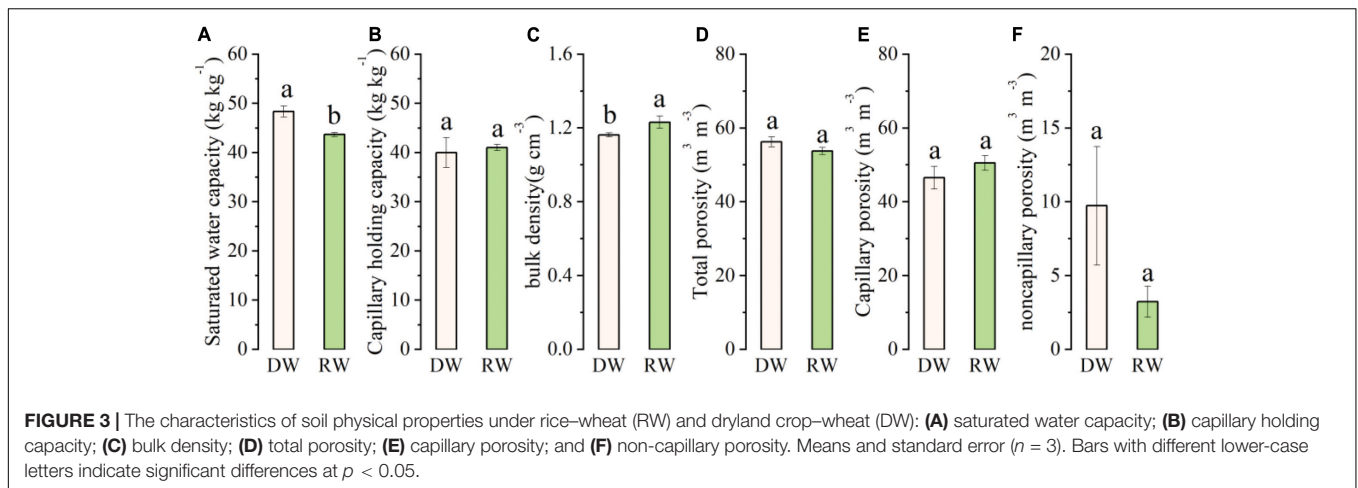 A
Saturated water capacity (kg kg⁻¹)
60
50
40
30
20
10
0
a
b
DW RW
B
Capillary holding capacity (kg kg⁻¹)
60
50
40
30
20
10
0
a
a
DW RW
C
bulk density(g cm⁻³)
1.6
1.2
0.8
0.4
0.0
b
a
DW RW
D
Total porosity (m³ m⁻³)
80
60
40
20
0
a
a
DW RW
E
Capillary porosity (m³ m⁻³)
80
60
40
20
0
a
a
DW RW
F
noncapillary porosity (m³ m⁻³)
20
15
10
5
0
a
a
DW RW
FIGURE 3 | The characteristics of soil physical properties under rice–wheat (RW) and dryland crop–wheat (DW): (A) saturated water capacity; (B) capillary holding
capacity; (C) bulk density; (D) total porosity; (E) capillary porosity; and (F) non-capillary porosity. Means and standard error (n = 3). Bars with different lower-case
letters indicate significant differences at p < 0.05.